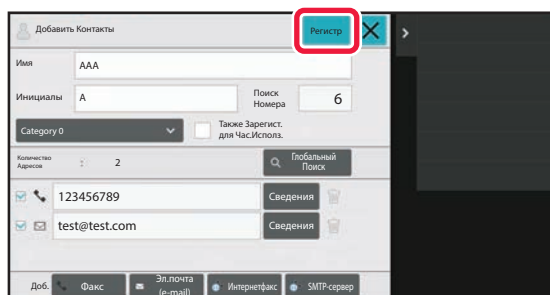 Добавить Контакты
Регистр
Имя
AAA
Инициалы
A
Поиск
Номера
6
Category 0
Также Зарегист.
для Час.Исполз.
Количество
Адресов
:
2
Глобальный
Поиск
123456789
Сведения
test@test.com
Сведения
Доб.
Факс
Эл.почта
(e-mail)
Интернетфакс
SMTP-сервер